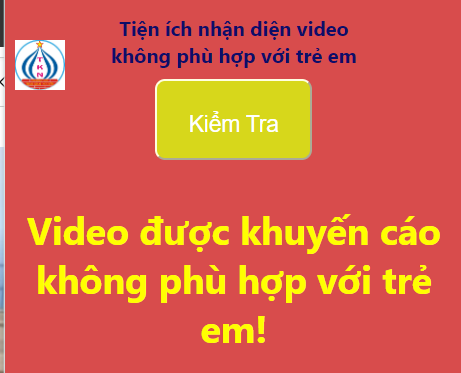 Tiện ích nhận diện video
không phù hợp với trẻ em
TKN
Kiểm Tra
Video được khuyến cáo
không phù hợp với trẻ
em!